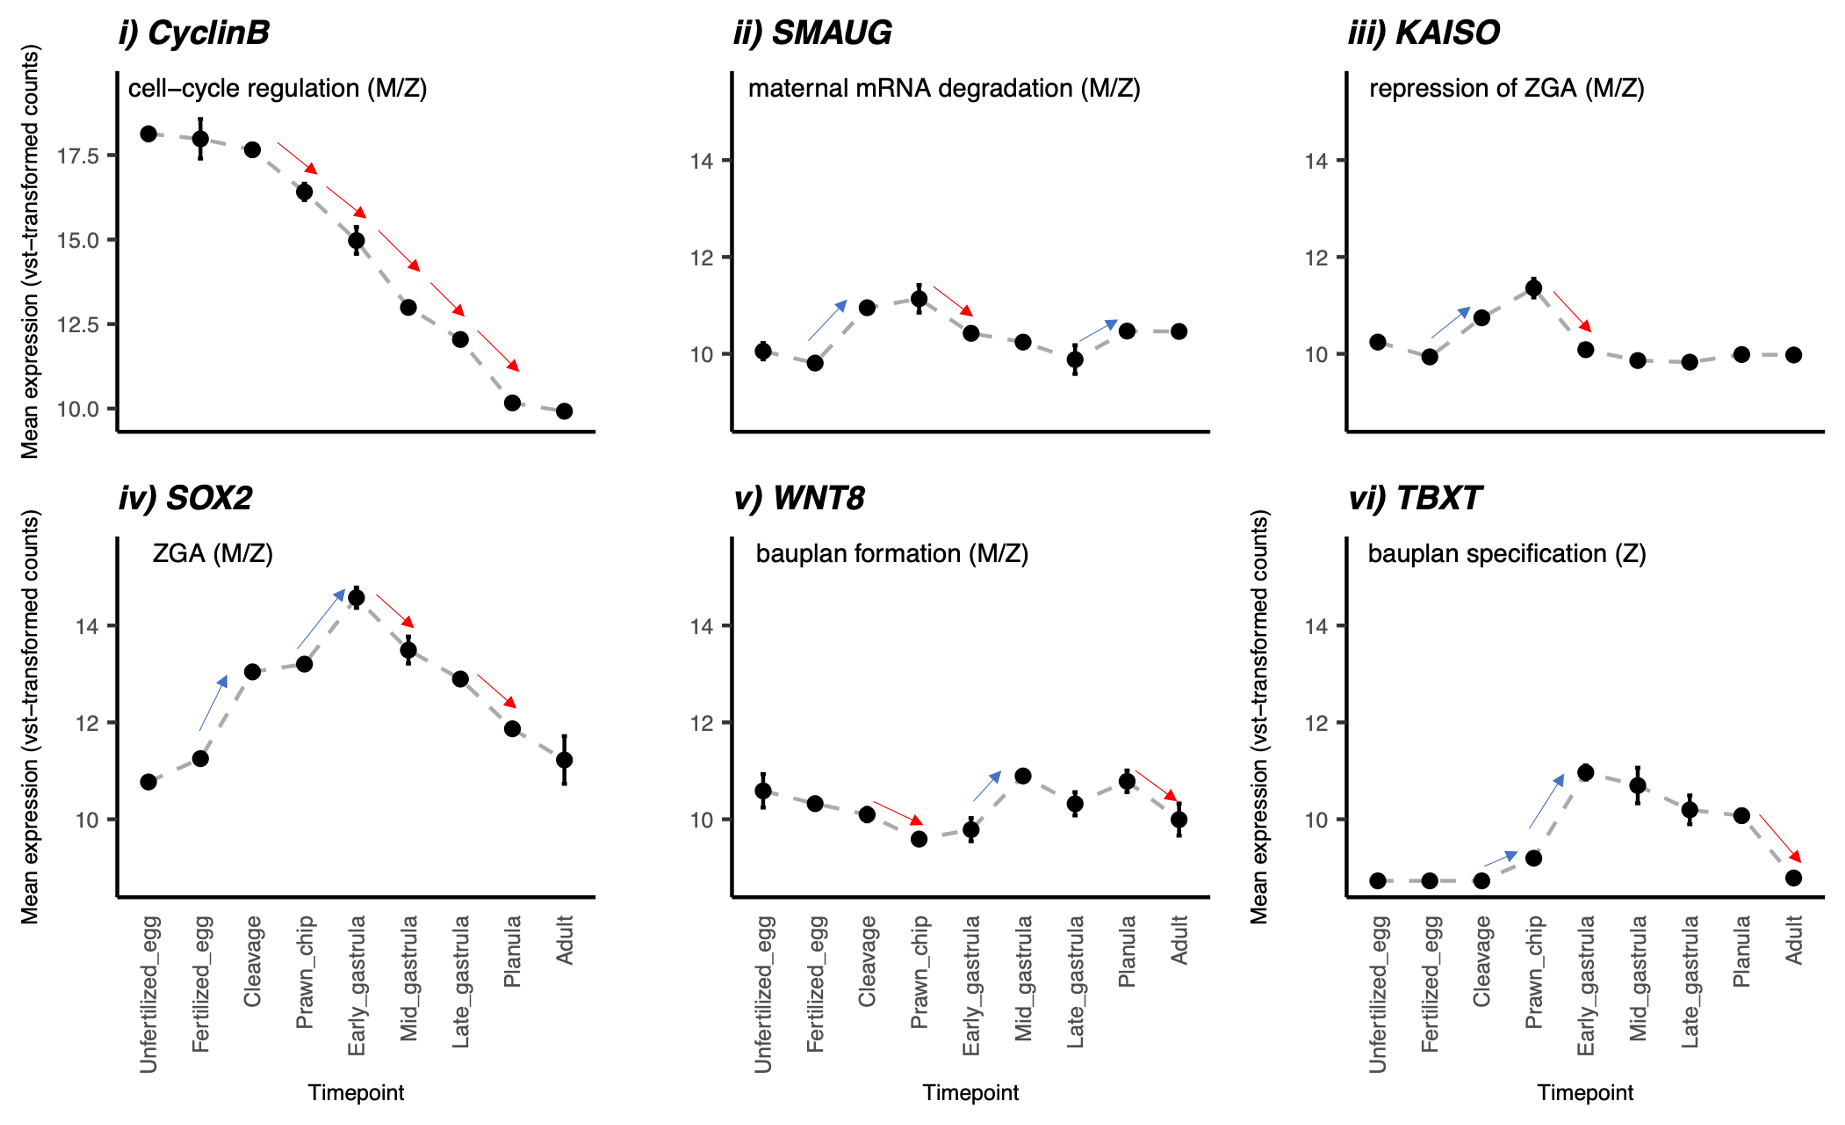 i) CyclinB
ii) SMAUG
iii) KAISO
Mean expression (vst−transformed counts)
cell−cycle regulation (M/Z)
17.5
15.0
12.5
10.0
maternal mRNA degradation (M/Z)
14
12
10
repression of ZGA (M/Z)
14
12
10
iv) SOX2
v) WNT8
vi) TBXT
Mean expression (vst−transformed counts)
ZGA (M/Z)
14
12
10
bauplan formation (M/Z)
14
12
10
Mean expression (vst−transformed counts)
bauplan specification (Z)
14
12
10
Unfertilized_egg
Fertilized_egg
Cleavage
Prawn_chip
Early_gastrula
Mid_gastrula
Late_gastrula
Planula
Adult
Unfertilized_egg
Fertilized_egg
Cleavage
Prawn_chip
Early_gastrula
Mid_gastrula
Late_gastrula
Planula
Adult
Unfertilized_egg
Fertilized_egg
Cleavage
Prawn_chip
Early_gastrula
Mid_gastrula
Late_gastrula
Planula
Adult
Timepoint
Timepoint
Timepoint